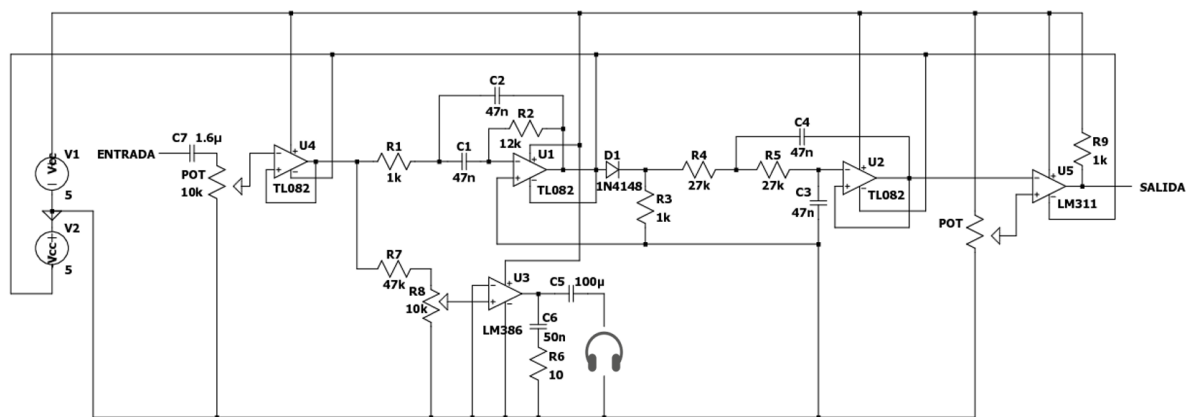 V1
Vcc
5
V2
Vcc
5
ENTRADA
C7 1.6µ
POT
10k
U4
TL082
R1
1k
C2
47n
C1
47n
R2
12k
U1
TL082
D1
1N4148
R3
1k
R4
27k
R5
27k
C4
47n
C3
47n
U2
TL082
POT
U5
LM311
R9
1k
SALIDA
R7
47k
R8
10k
U3
LM386
C5 100µ
C6
50n
R6
10